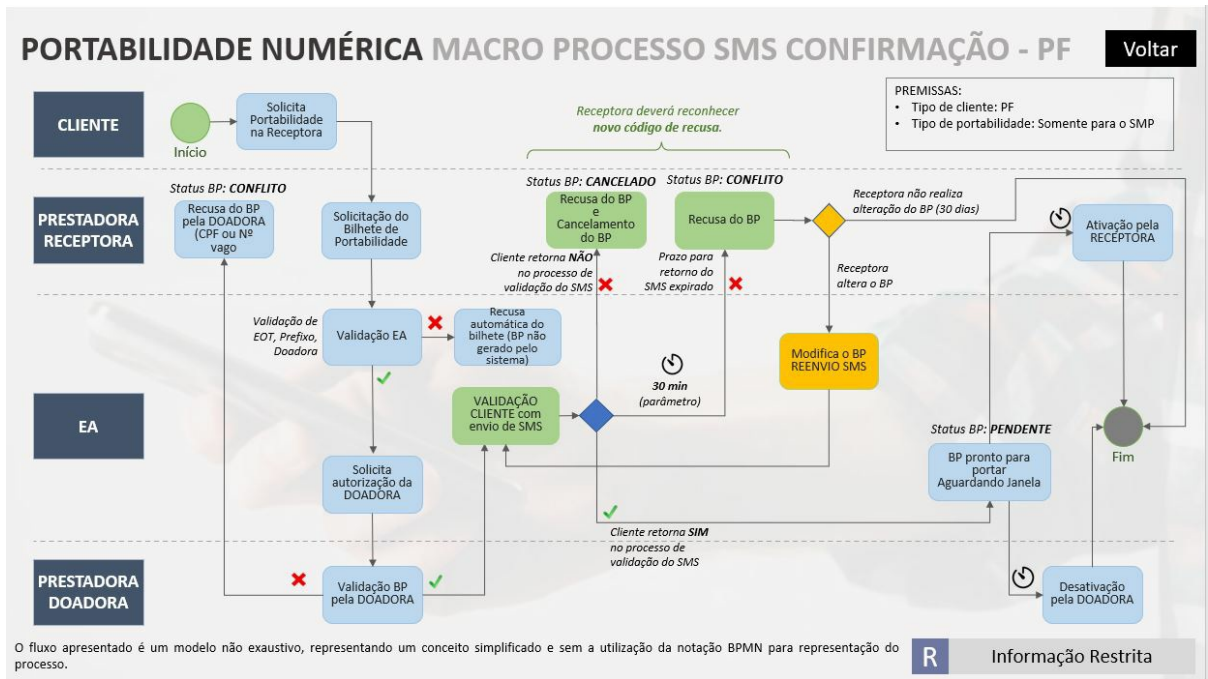 PORTABILIDADE NUMÉRICA MACRO PROCESSO SMS CONFIRMAÇÃO - PF
Voltar
PREMISSAS:
• Tipo de cliente: PF
• Tipo de portabilidade: Somente para o SMP
CLIENTE
Início
Solicita
Portabilidade
na Receptora
Receptora deverá reconhecer
novo código de recusa.
PRESTADORA
RECEPTORA
Status BP: CONFLITO
Recusa do BP
pela DOADORA
(CPF ou Nº
vago
Solicitação do
Bilhete de
Portabilidade
Status BP: CANCELADO
Recusa do BP
e
Cancelamento
do BP
Status BP: CONFLITO
Recusa do BP
Receptora não realiza
alteração do BP (30 dias)
Ativação pela
RECEPTORA
Cliente retorna NÃO
no processo de
validação do SMS
Prazo para
retorno do
SMS expirado
Receptora
altera o BP
EA
Validação de
EOT, Prefixo,
Doadora
Validação EA
Recusa
automática do
bilhete (BP não
gerado pelo
sistema)
Modifica o BP
REENVIO SMS
30 min
(parâmetro)
VALIDAÇÃO
CLIENTE com
envio de SMS
Status BP: PENDENTE
BP pronto para
portar
Aguardando Janela
Fim
Solicita
autorização da
DOADORA
Cliente retorna SIM
no processo de
validação do SMS
PRESTADORA
DOADORA
Validação BP
pela DOADORA
Desativação
pela DOADORA
O fluxo apresentado é um modelo não exaustivo, representando um conceito simplificado e sem a utilização da notação BPMN para representação do
processo.
R
Informação Restrita